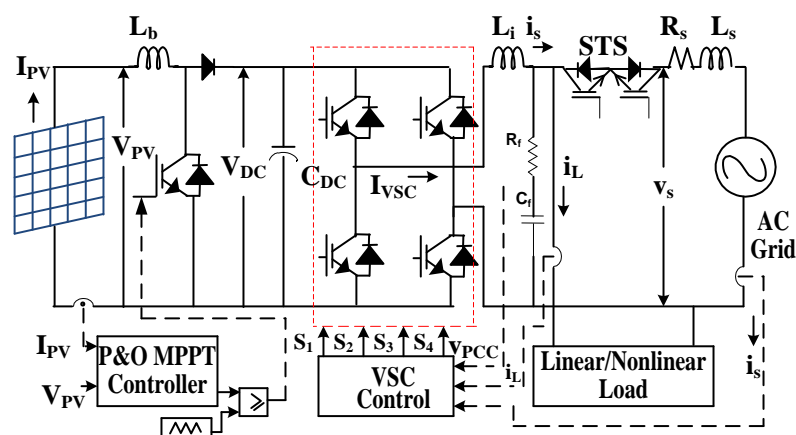 L_b
L_i i_s
STS
R_s L_s
I_PV
V_PV
V_DC
C_DC
I_VSC
R_f
C_f
i_L
v_s
AC
Grid
I_PV
V_PV
P&O MPPT
Controller
≥
S_1 S_2 S_3 S_4 v_PCC
VSC
Control
i_L
Linear/Nonlinear
Load
i_s